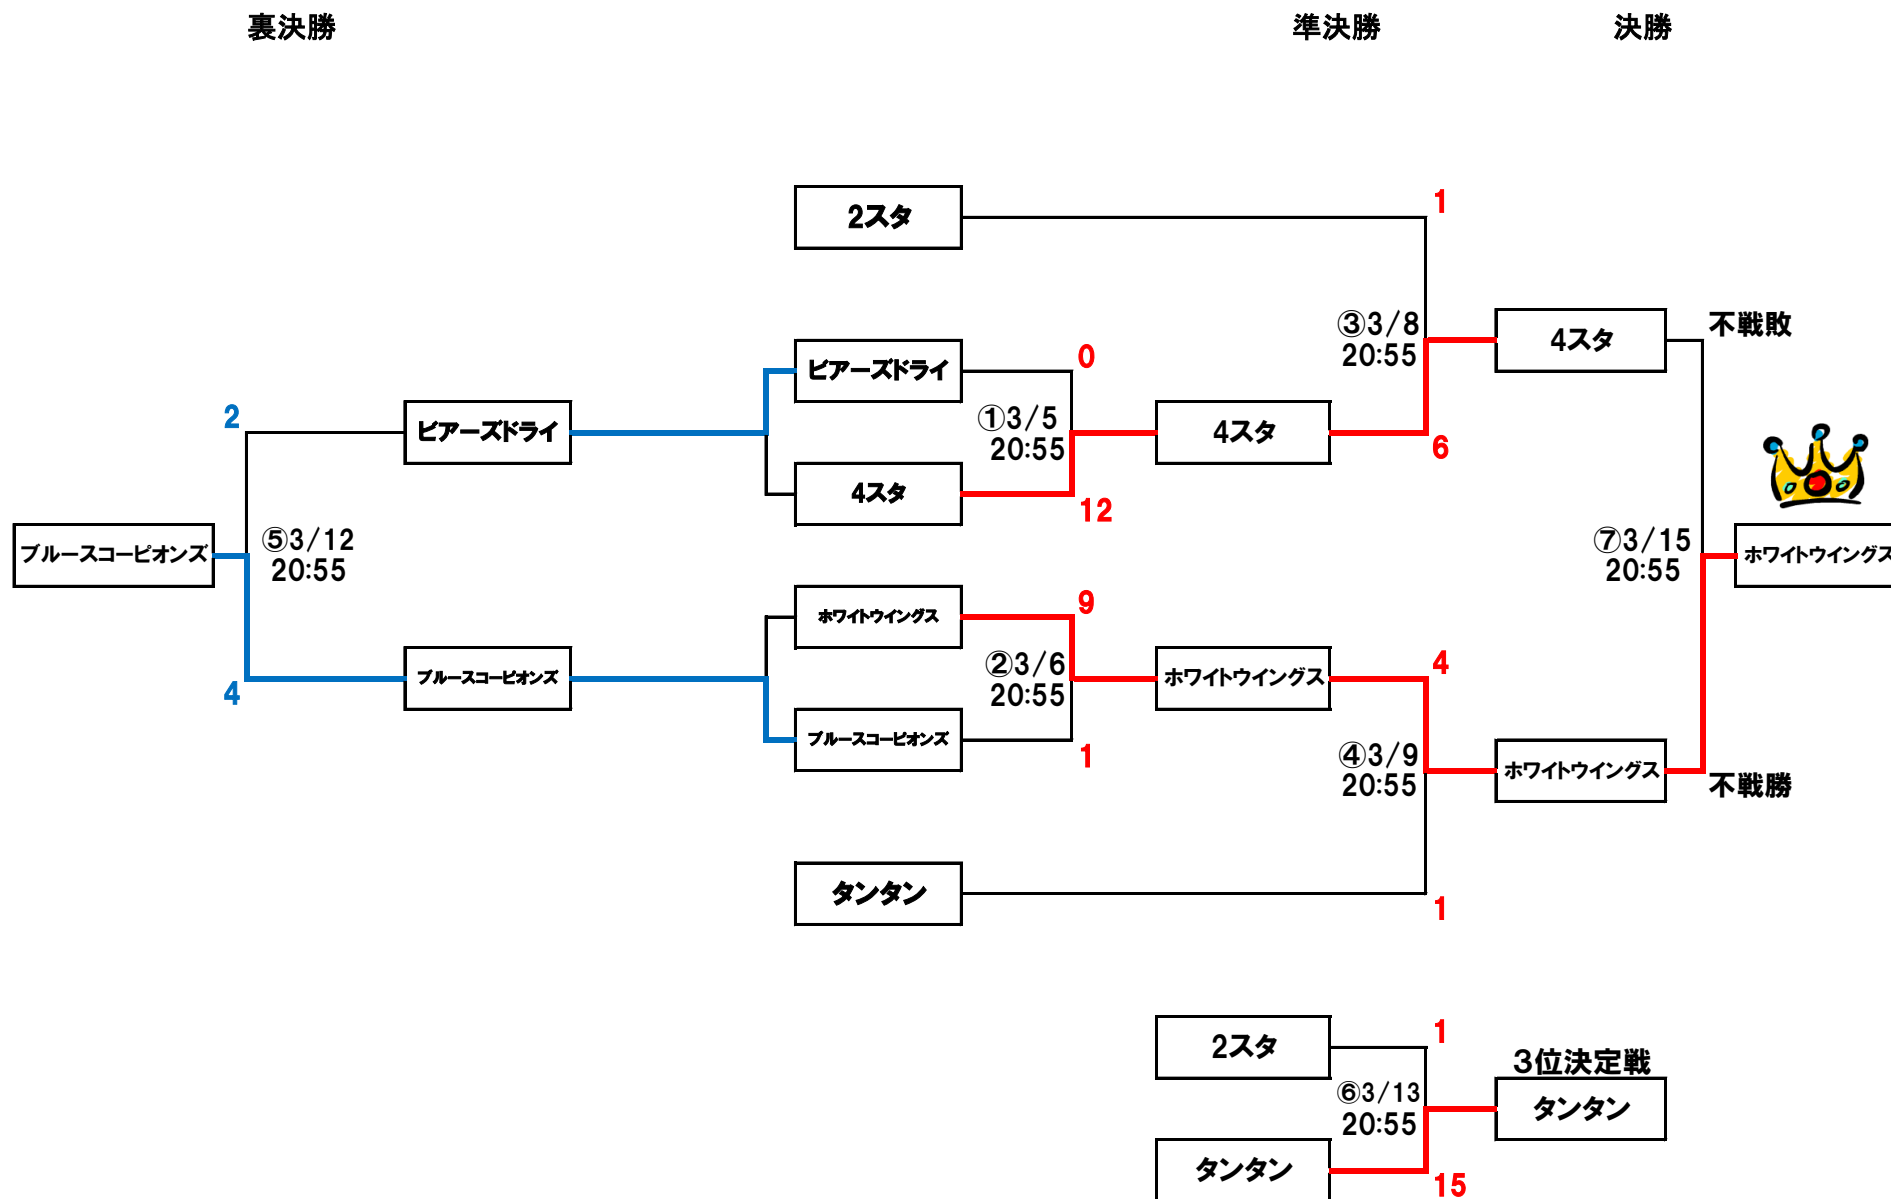 裏決勝
準決勝
決勝
2スタ
1
③3/8
20:55
4スタ
不戦敗
ビアーズドライ
0
①3/5
20:55
4スタ
6
2
ビアーズドライ
4スタ
12
ブルースコーピオンズ
⑤3/12
20:55
⑦3/15
20:55
ホワイトウイングス
ホワイトウイングス
9
②3/6
20:55
ホワイトウイングス
4
4
ブルースコーピオンズ
ブルースコーピオンズ
1
④3/9
20:55
ホワイトウイングス
不戦勝
タンタン
1
2スタ
1
3位決定戦
⑥3/13
20:55
タンタン
タンタン
15